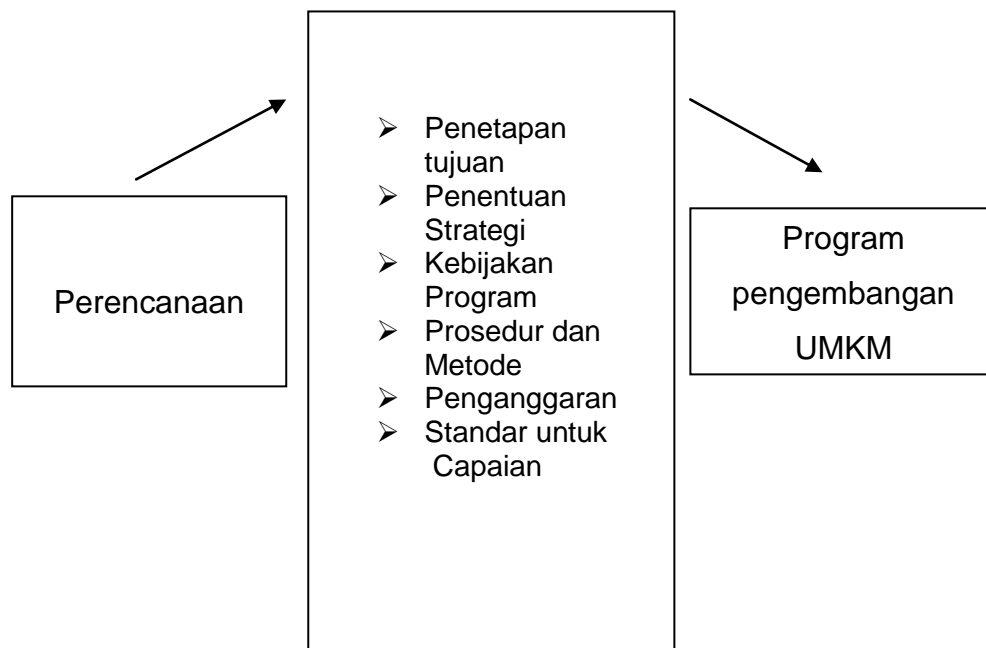 Perencanaan
➢ Penetapan
tujuan
➢ Penentuan
Strategi
➢ Kebijakan
Program
➢ Prosedur dan
Metode
➢ Penganggaran
➢ Standar untuk
Capaian
Program
pengembangan
UMKM